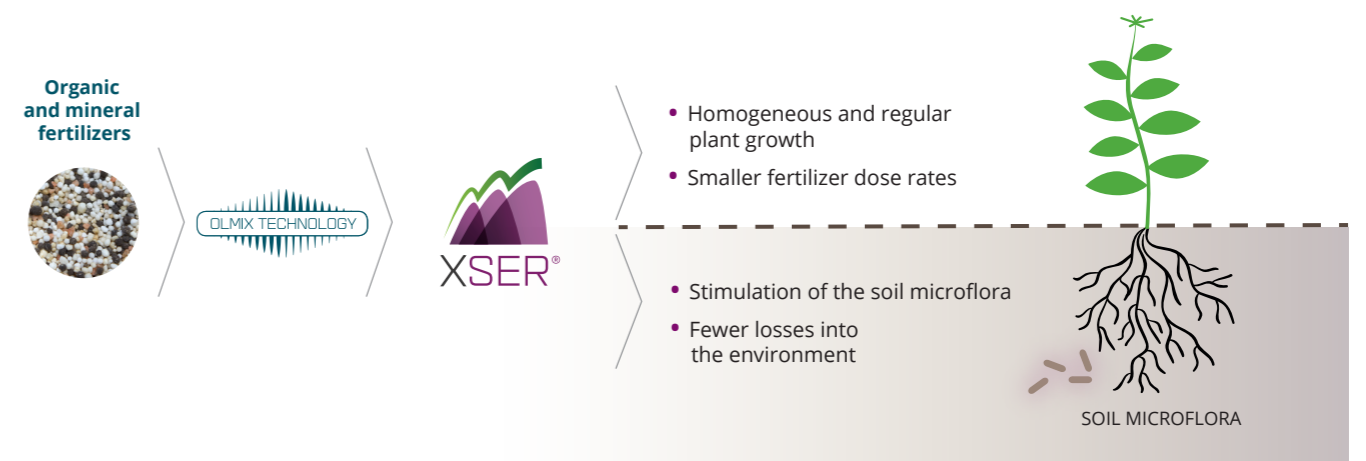 Organic
and mineral
fertilizers
OLMIX TECHNOLOGY
XSER®
• Homogeneous and regular
plant growth
• Smaller fertilizer dose rates
• Stimulation of the soil microflora
• Fewer losses into
the environment
SOIL MICROFLORA